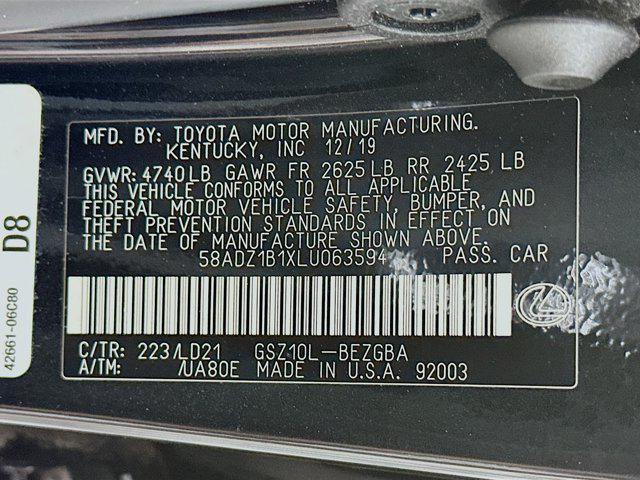 MFD. BY: TOYOTA MOTOR MANUFACTURING.
KENTUCKY, INC 12/19
GVWR: 4740LB GAWR FR 2625LB RR 2425 LB
THIS VEHICLE CONFORMS TO ALL APPLICABLE
FEDERAL MOTOR VEHICLE SAFETY, BUMPER, AND
THEFT PREVENTION STANDARDS IN EFFECT ON
THE DATE OF MANUFACTURE SHOWN ABOVE.
58ADZ1B1XLU063594 PASS. CAR
C/TR: 223/LD21 GSZ10L-BEZGBA
A/TM: /UA80E MADE IN U.S.A. 92003
D8
42661-06C80